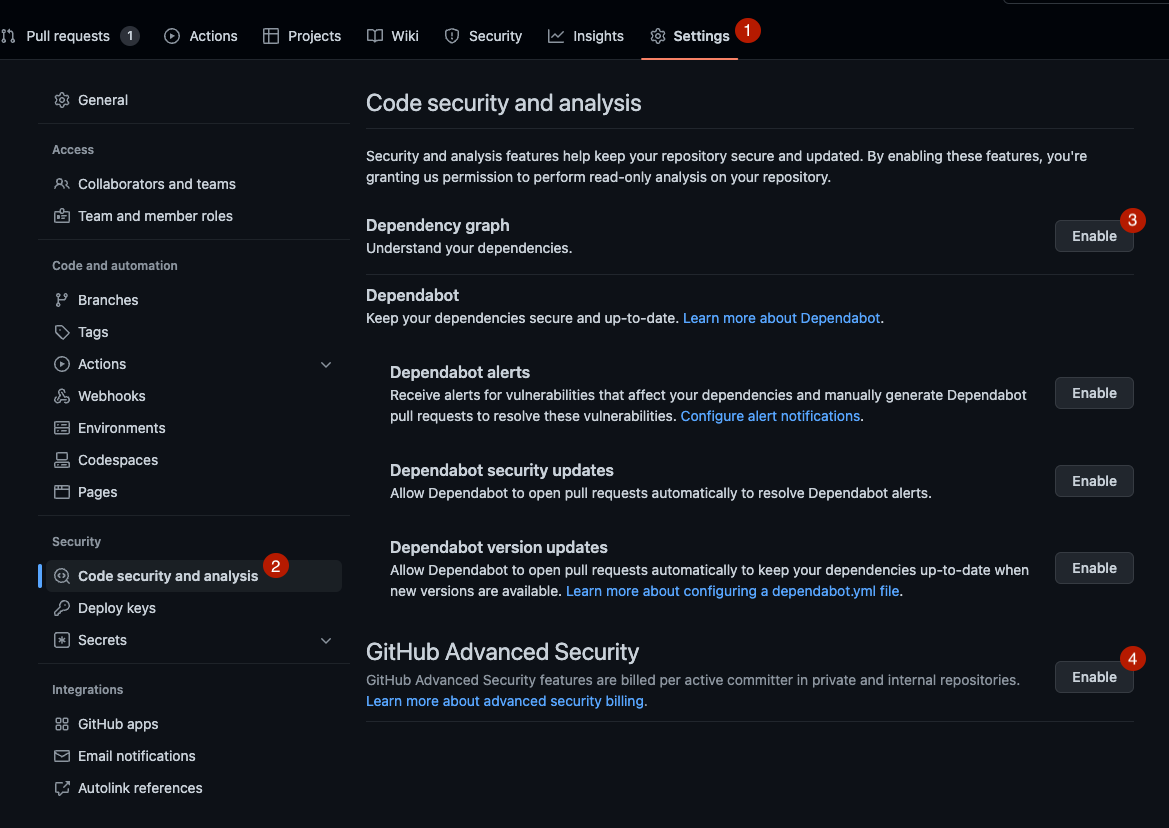 Pull requests 1 Actions Projects Wiki Security Insights Settings 1
General
Access
Collaborators and teams
Team and member roles
Code and automation
Branches
Tags
Actions
Webhooks
Environments
Codespaces
Pages
Security
Code security and analysis 2
Deploy keys
Secrets
Integrations
GitHub apps
Email notifications
Autolink references
Code security and analysis
Security and analysis features help keep your repository secure and updated. By enabling these features, you're
granting us permission to perform read-only analysis on your repository.
Dependency graph
Understand your dependencies.
Enable 3
Dependabot
Keep your dependencies secure and up-to-date. Learn more about Dependabot.
Dependabot alerts
Receive alerts for vulnerabilities that affect your dependencies and manually generate Dependabot
pull requests to resolve these vulnerabilities. Configure alert notifications.
Enable
Dependabot security updates
Allow Dependabot to open pull requests automatically to resolve Dependabot alerts.
Enable
Dependabot version updates
Allow Dependabot to open pull requests automatically to keep your dependencies up-to-date when
new versions are available. Learn more about configuring a dependabot.yml file.
Enable
GitHub Advanced Security
GitHub Advanced Security features are billed per active committer in private and internal repositories.
Learn more about advanced security billing.
Enable 4